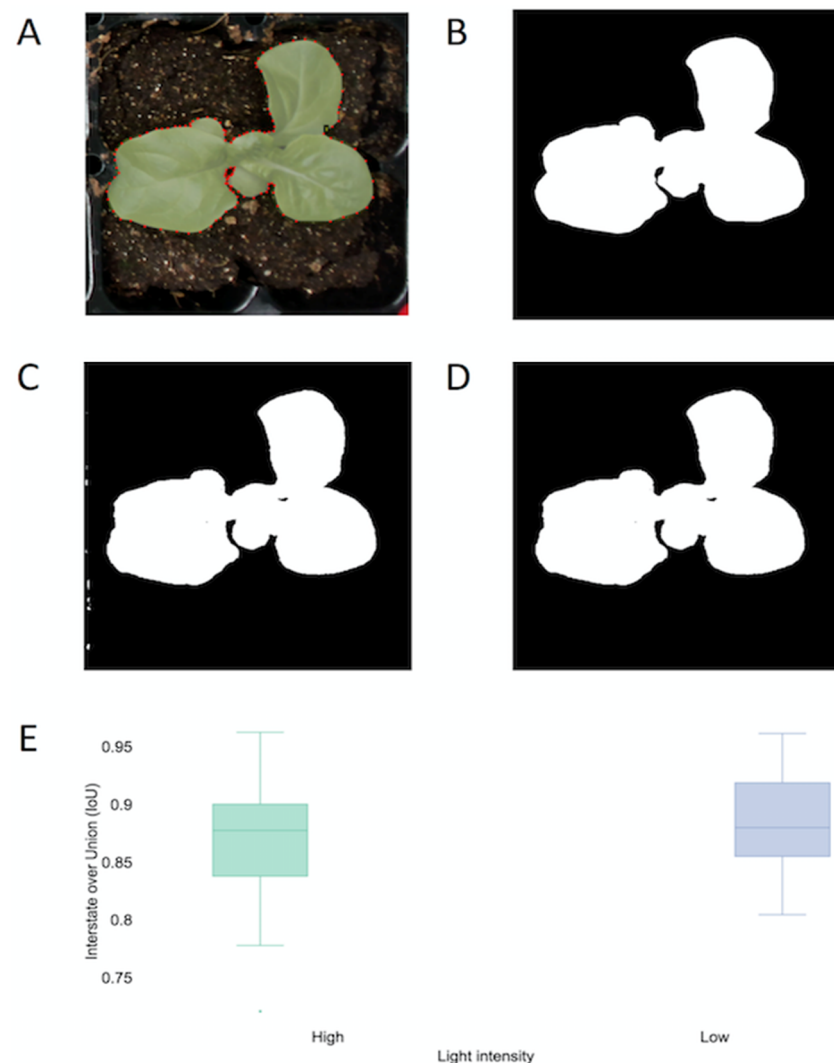 A
B
C
D
E
0.95
0.9
0.85
0.8
0.75
Interstate over Union (IoU)
High
Low
Light intensity